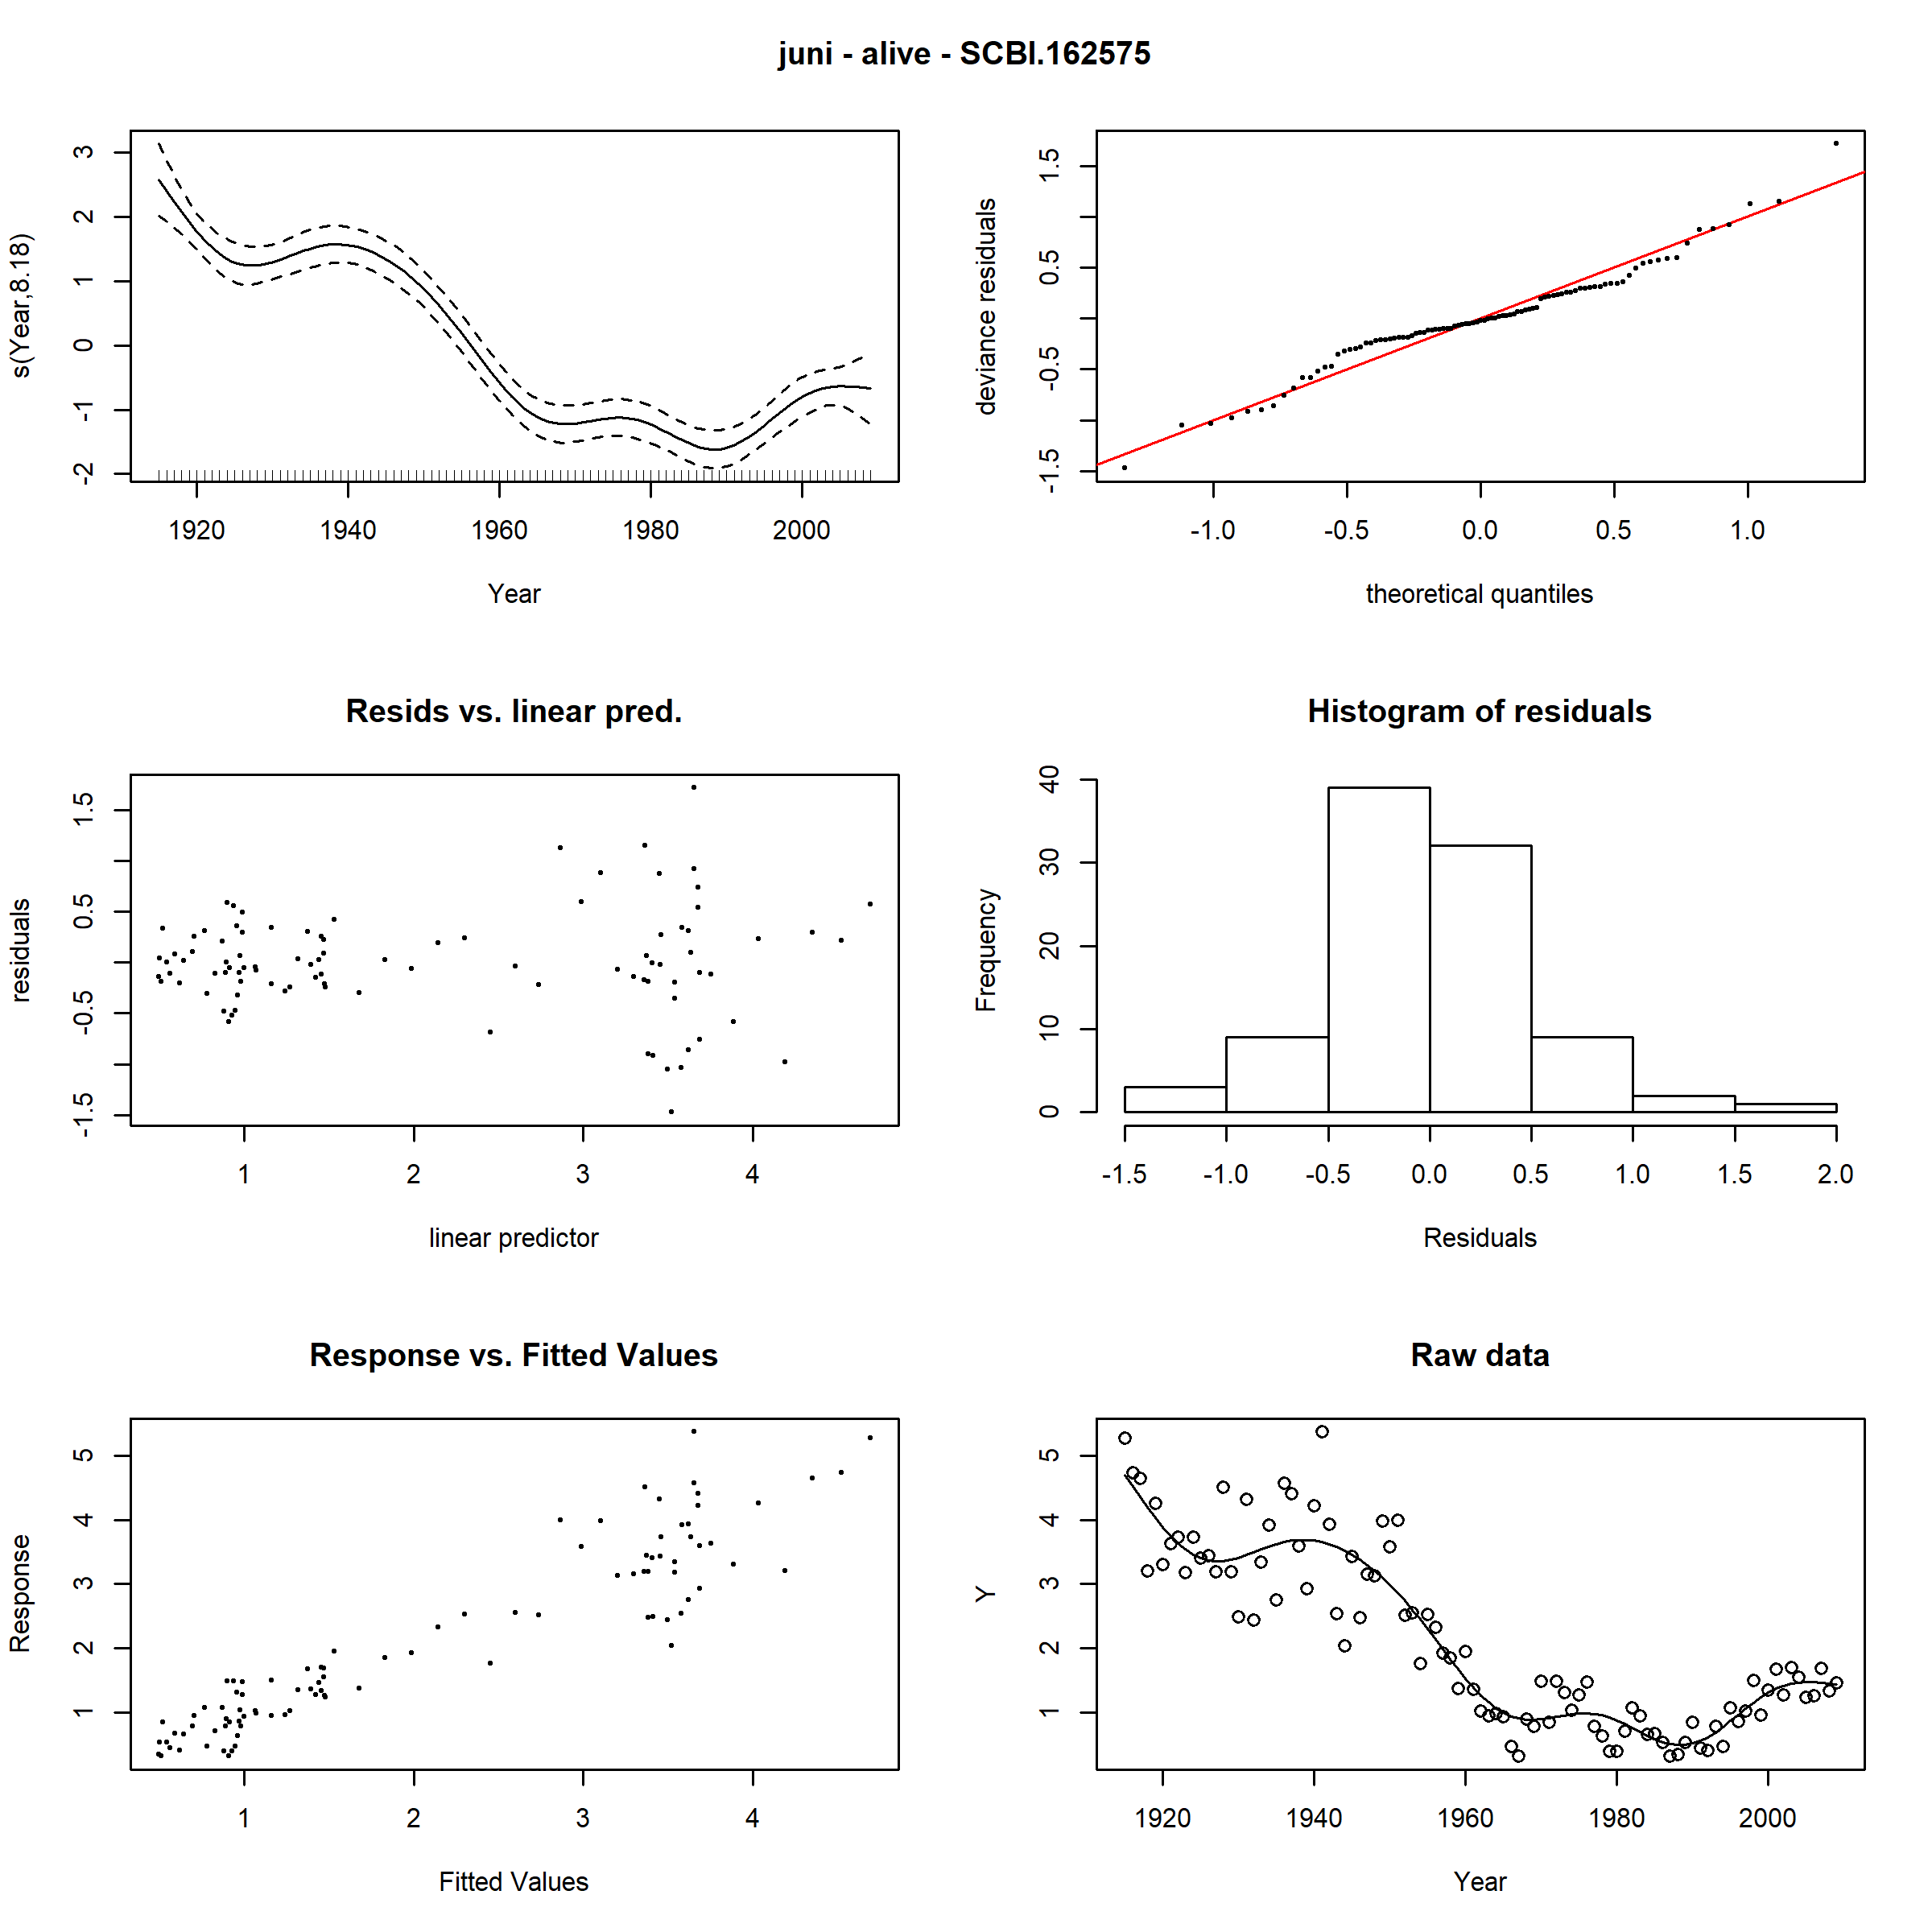 juni - alive - SCBI.162575
s(Year,8.18)
3
2
1
0
-1
-2
1920 1940 1960 1980 2000
Year
deviance residuals
1.5
0.5
-0.5
-1.5
-1.0 -0.5 0.0 0.5 1.0
theoretical quantiles
Resids vs. linear pred.
residuals
1.5
0.5
-0.5
-1.5
1 2 3 4
linear predictor
Histogram of residuals
Frequency
40
30
20
10
0
-1.5 -1.0 -0.5 0.0 0.5 1.0 1.5 2.0
Residuals
Response vs. Fitted Values
Response
5
4
3
2
1
1 2 3 4
Fitted Values
Raw data
Y
5
4
3
2
1
1920 1940 1960 1980 2000
Year